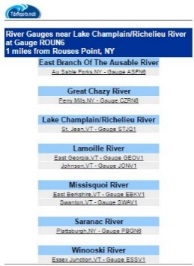 River Gauges near Lake Champlain/Richelieu River
at Gauge ROUN6
1 miles from Rouses Point, NY
East Branch Of The Ausable River
Au Sable Forks,NY - Gauge ASFN6
Great Chazy River
Perry Mills,NY - Gauge CZRN6
Lake Champlain/Richelieu River
St. Jean,VT - Gauge STJQ1
Lamoille River
East Georgia,VT - Gauge GEOV1
Johnson,VT - Gauge JONV1
Missisquoi River
East Berkshire,VT - Gauge EBKV1
Swanton,VT - Gauge SWAV1
Saranac River
Plattsburgh,NY - Gauge PBGN6
Winooski River
Essex Junction,VT - Gauge ESSV1